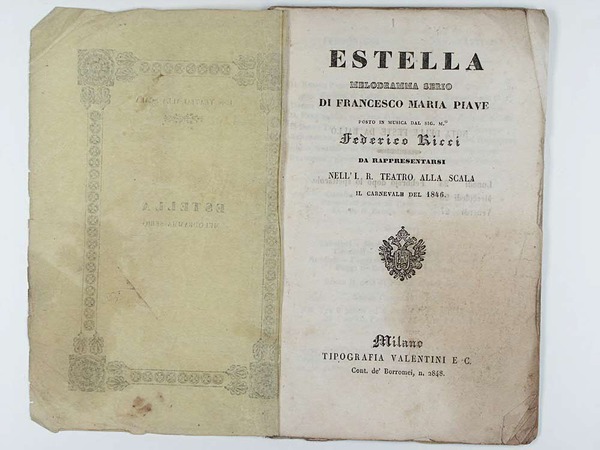 ESTELLA
MELODRAMMA SERIO
DI FRANCESCO MARIA PIAVE
POSTO IN MUSICA DAL SIG. M.º
Federico Ricci
DA RAPPRESENTARSI
NELL' I. R. TEATRO ALLA SCALA
IL CARNEVALE DEL 1846.
Milano
TIPOGRAFIA VALENTINI E C.
Cont. de' Borromei, n. 2848.